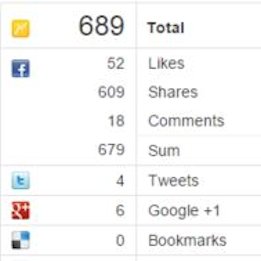 689 Total
52 Likes
609 Shares
18 Comments
679 Sum
4 Tweets
6 Google +1
0 Bookmarks